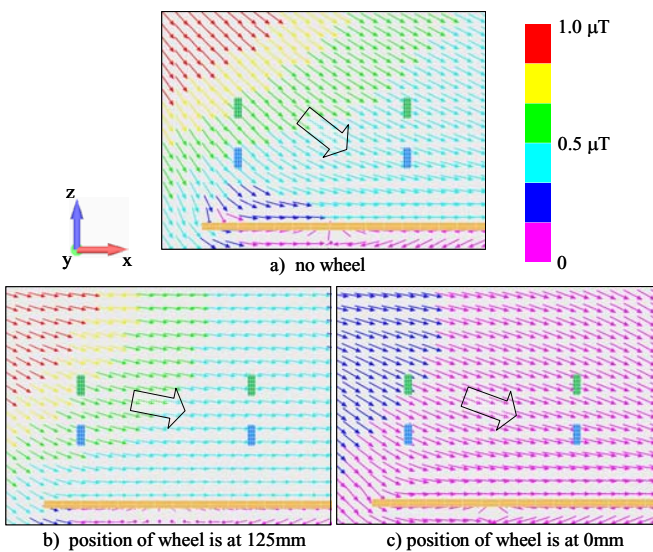 1.0 μT
0.5 μT
0
z
y
x
a) no wheel
b) position of wheel is at 125mm
c) position of wheel is at 0mm